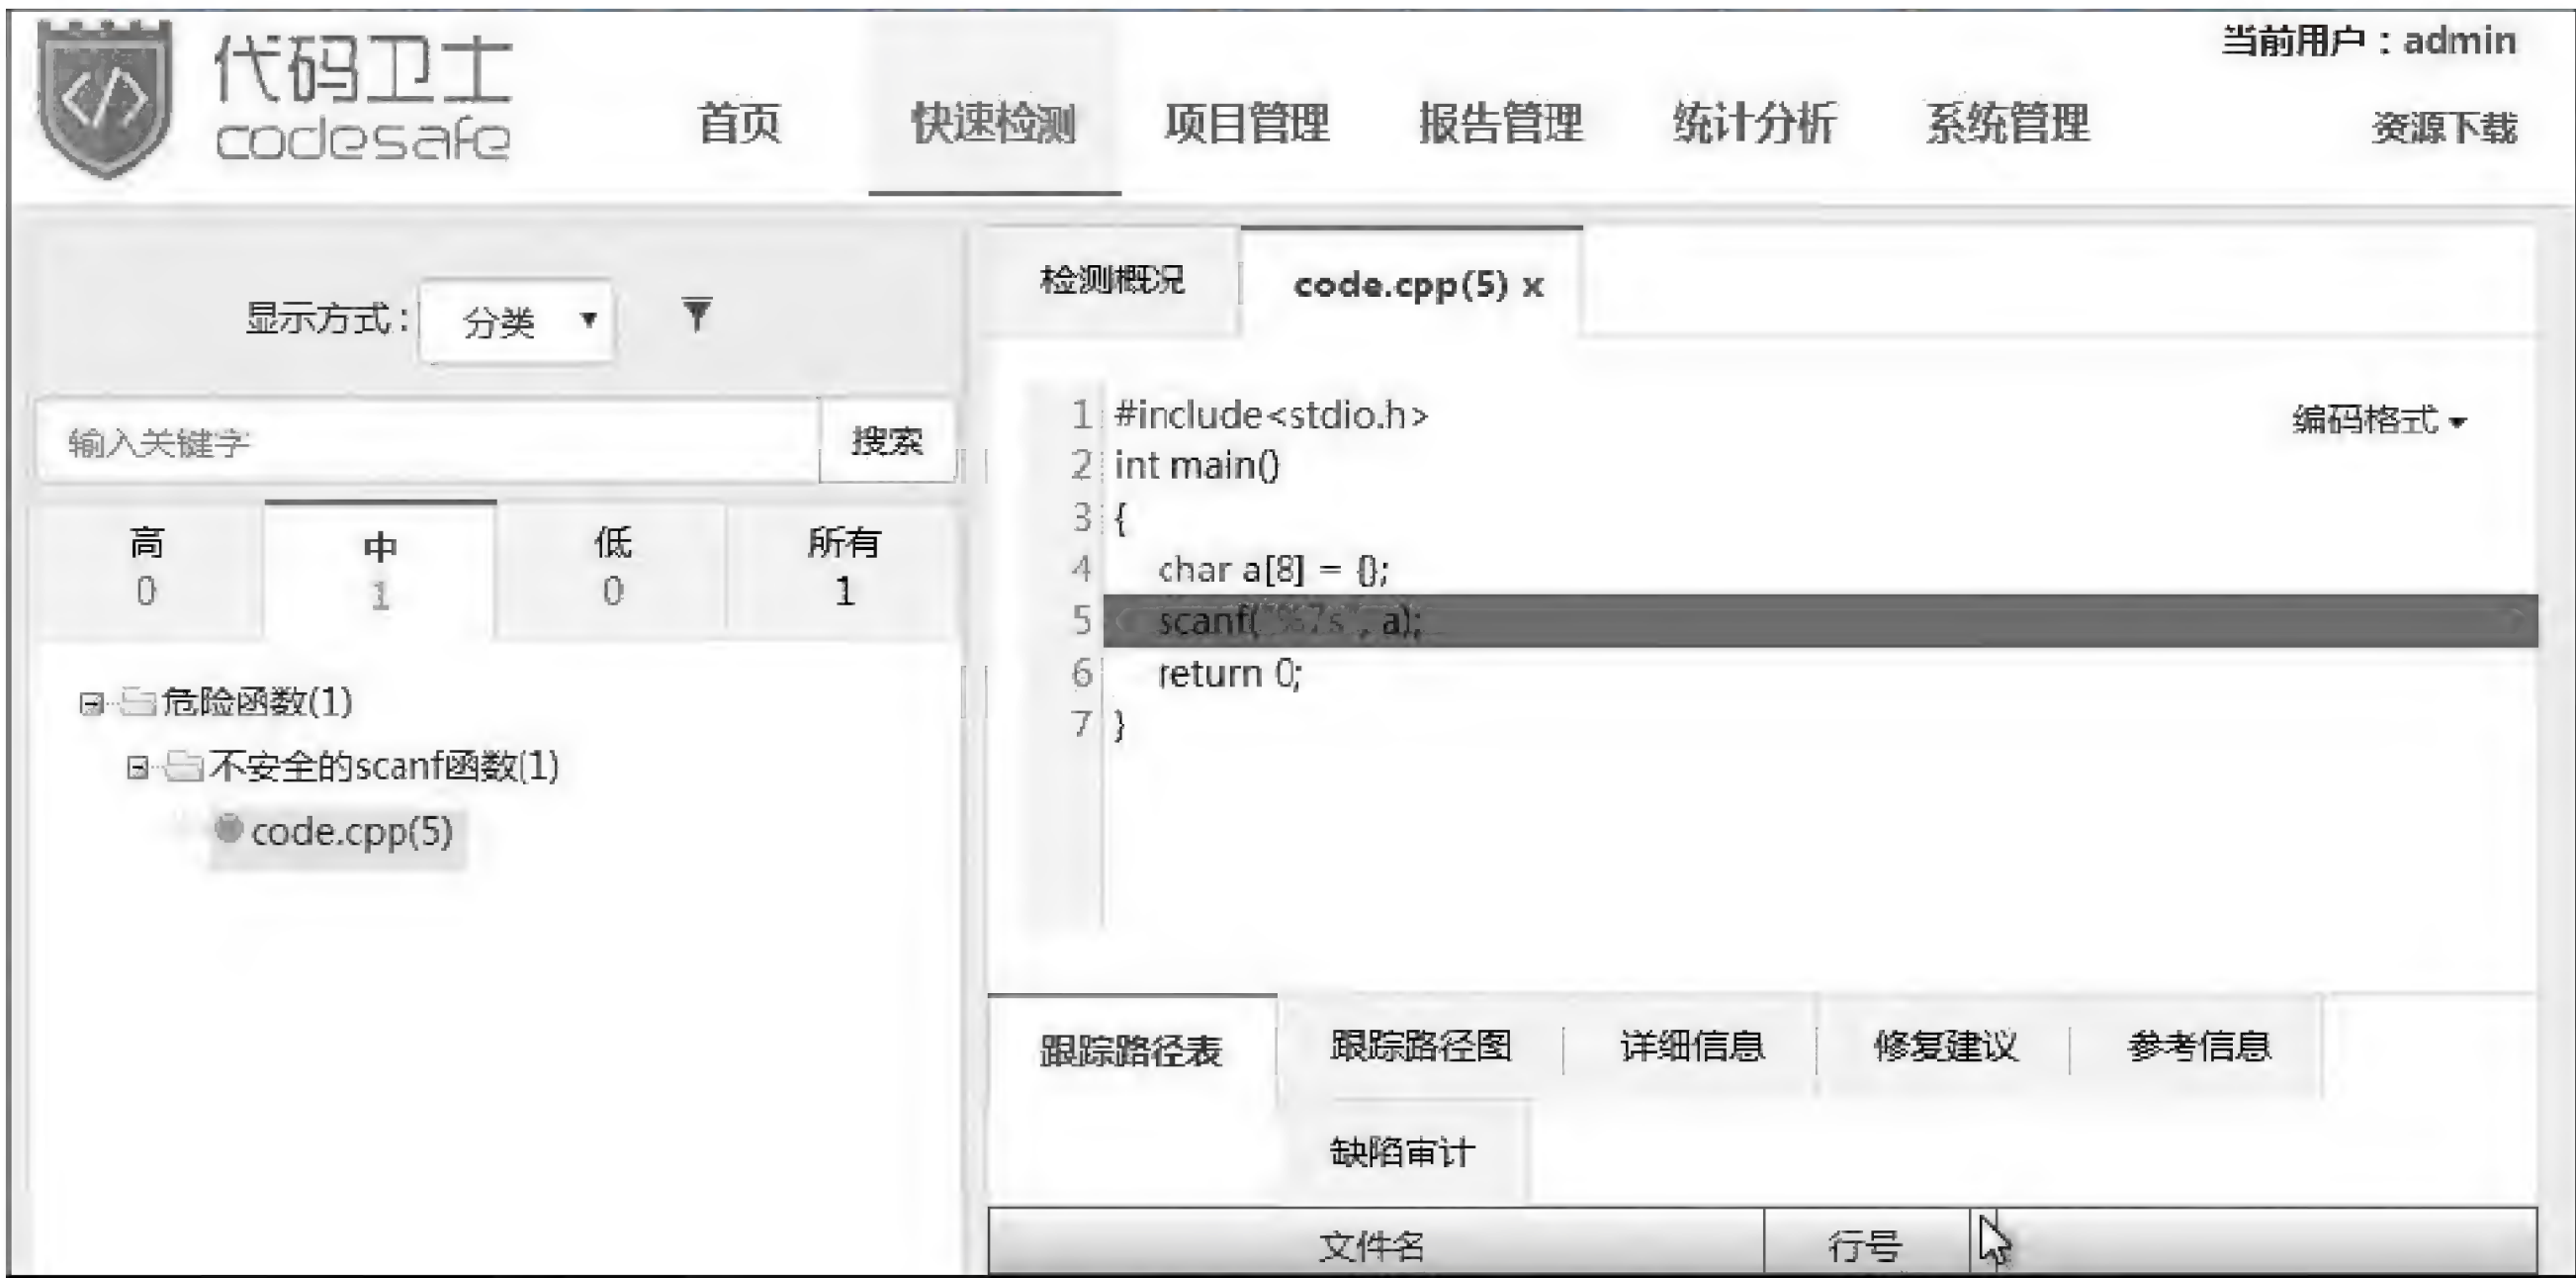 代码卫士
codesafe
当前用户：admin
首页 快速检测 项目管理 报告管理 统计分析 系统管理 资源下载
显示方式： 分类
输入关键字 搜索
高 中 低 所有
0 1 0 1
危险函数(1)
不安全的scanf函数(1)
code.cpp(5)
检测概况 code.cpp(5) x
编码格式
1 #include<stdio.h>
2 int main()
3 {
4 char a[8] = {};
5 scanf("%7s", a);
6 return 0;
7 }
跟踪路径表 跟踪路径图 详细信息 修复建议 参考信息
缺陷审计
文件名 行号